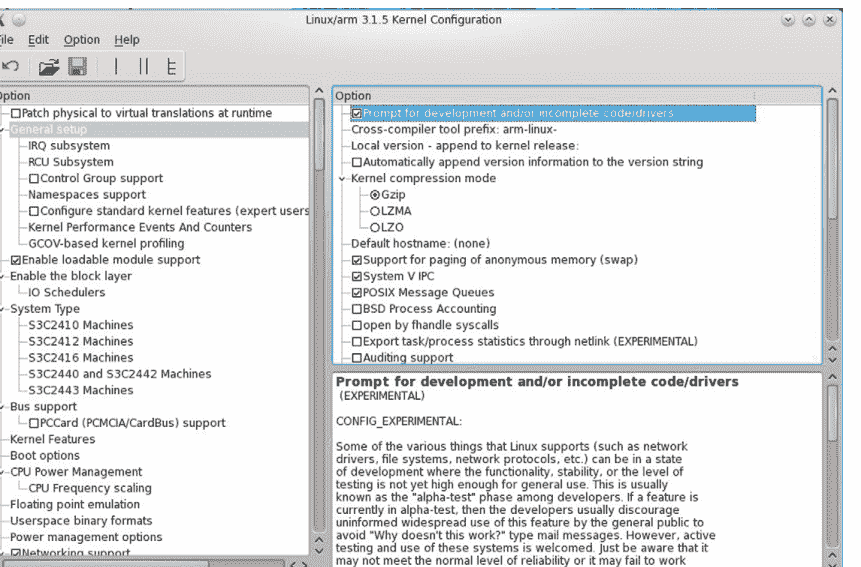 Linux/arm 3.1.5 Kernel Configuration
File Edit Option Help
Option
Patch physical to virtual translations at runtime
General setup
IRQ subsystem
RCU Subsystem
Control Group support
Namespaces support
Configure standard kernel features (expert users
Kernel Performance Events And Counters
GCOV-based kernel profiling
Enable loadable module support
Enable the block layer
IO Schedulers
System Type
S3C2410 Machines
S3C2412 Machines
S3C2416 Machines
S3C2440 and S3C2442 Machines
S3C2443 Machines
Bus support
PCCard (PCMCIA/CardBus) support
Kernel Features
Boot options
CPU Power Management
CPU Frequency scaling
Floating point emulation
Userspace binary formats
Power management options
Networking support
Option
Prompt for development and/or incomplete code/drivers
Cross-compiler tool prefix: arm-linux-
Local version - append to kernel release:
Automatically append version information to the version string
Kernel compression mode
Gzip
LZMA
LZO
Default hostname: (none)
Support for paging of anonymous memory (swap)
System V IPC
POSIX Message Queues
BSD Process Accounting
open by fhandle syscalls
Export task/process statistics through netlink (EXPERIMENTAL)
Auditing support
Prompt for development and/or incomplete code/drivers
(EXPERIMENTAL)
CONFIG_EXPERIMENTAL:
Some of the various things that Linux supports (such as network
drivers, file systems, network protocols, etc.) can be in a state
of development where the functionality, stability, or the level of
testing is not yet high enough for general use. This is usually
known as the "alpha-test" phase among developers. If a feature is
currently in alpha-test, then the developers usually discourage
uninformed widespread use of this feature by the general public to
avoid "Why doesn't this work?" type mail messages. However, active
testing and use of these systems is welcomed. Just be aware that it
may not meet the normal level of reliability or it may fail to work